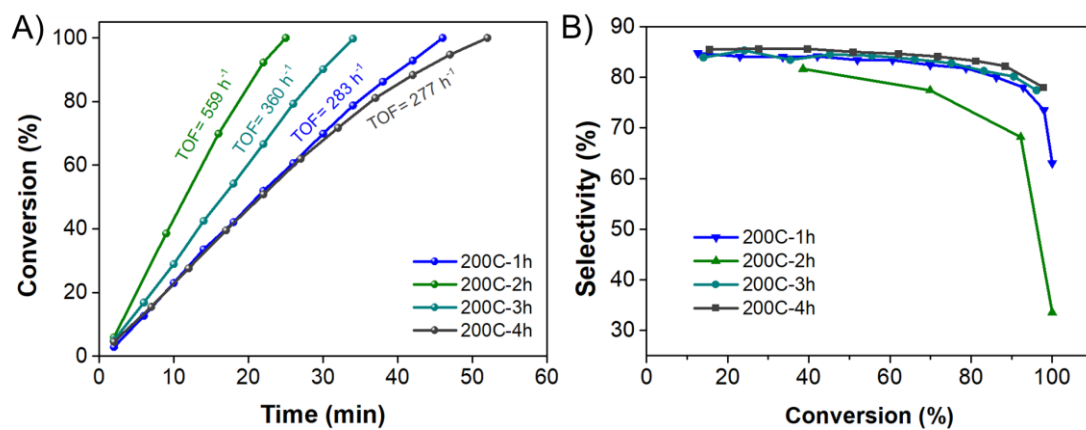 A)
Conversion (%)
100
80
60
40
20
0
TOF= 559 h⁻¹
TOF= 360 h⁻¹
TOF= 283 h⁻¹
TOF= 277 h⁻¹
200C-1h
200C-2h
200C-3h
200C-4h
0 10 20 30 40 50 60
Time (min)
B)
Selectivity (%)
90
80
70
60
50
40
30
200C-1h
200C-2h
200C-3h
200C-4h
0 20 40 60 80 100
Conversion (%)